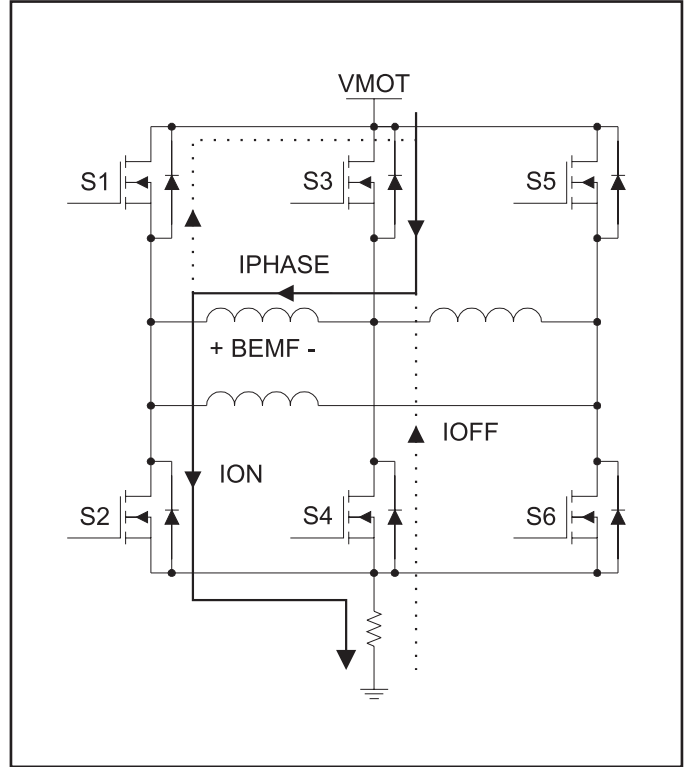 VMOT
S1
S3
S5
IPHASE
+ BEMF -
IOFF
ION
S2
S4
S6